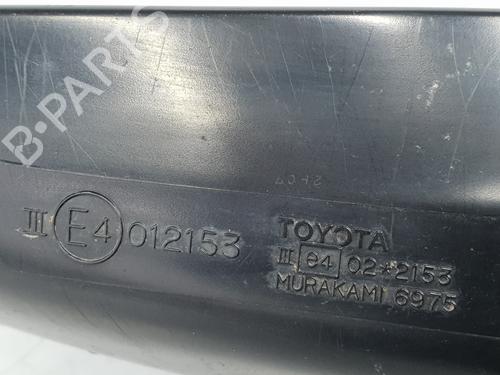 B-PARTS
III E4 012153
TOYOTA
III e4 02*2153
MURAKAMI 6975